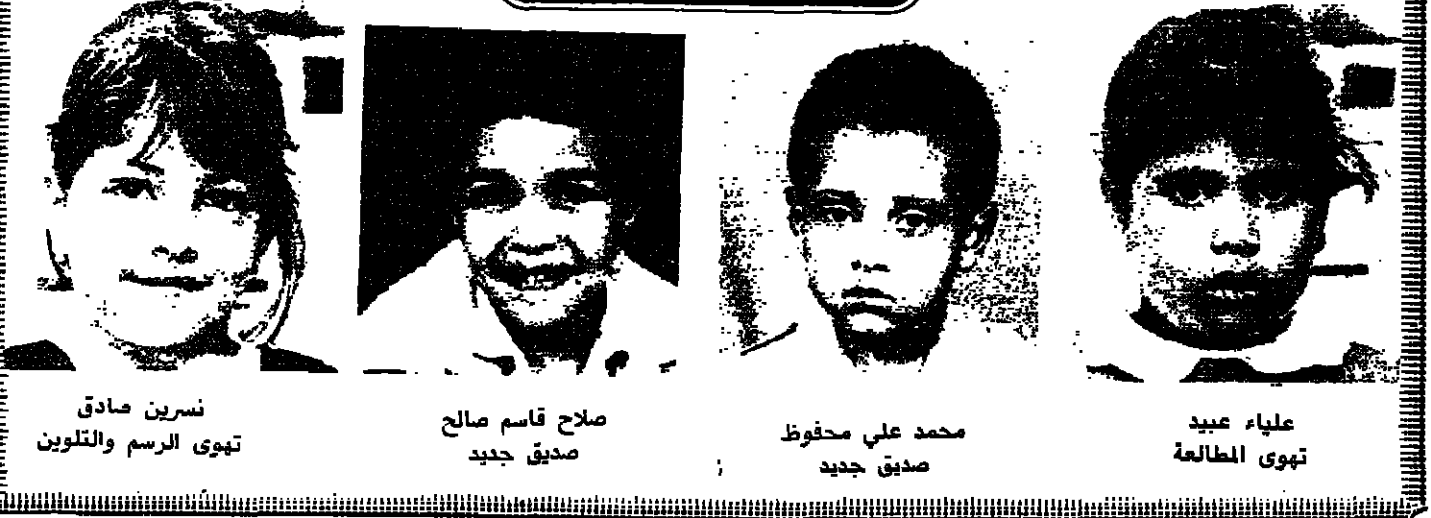 علياء عبيد
تهوى المطالعة
محمد علي محفوظ
صديق جديد
صلاح قاسم صالح
صديق جديد
نسرين صادق
تهوى الرسم والتلوين